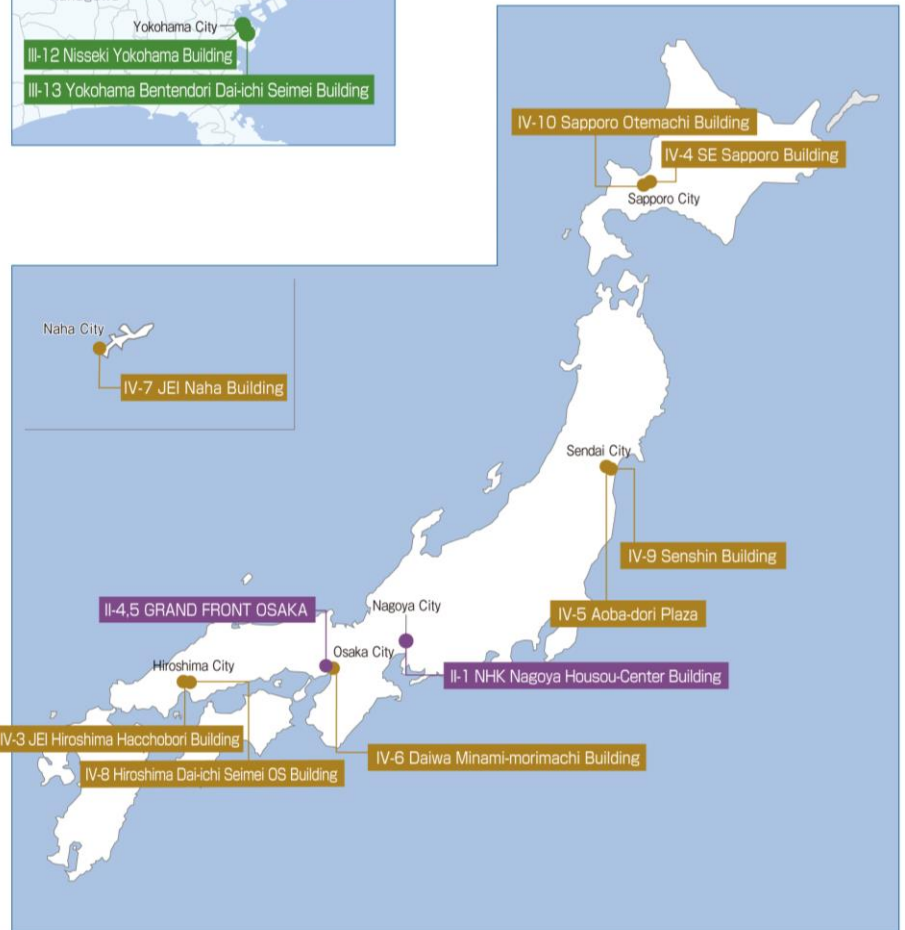 Yokohama City
III-12 Nisseki Yokohama Building
III-13 Yokohama Bentendori Dai-ichi Seimei Building
IV-10 Sapporo Otemachi Building
IV-4 SE Sapporo Building
Sapporo City
Naha City
IV-7 JEI Naha Building
Sendai City
IV-9 Senshin Building
IV-5 Aoba-dori Plaza
II-4,5 GRAND FRONT OSAKA
Nagoya City
Osaka City
Hiroshima City
II-1 NHK Nagoya Housou-Center Building
IV-3 JEI Hiroshima Hacchobori Building
IV-6 Daiwa Minami-morimachi Building
IV-8 Hiroshima Dai-ichi Seimei OS Building